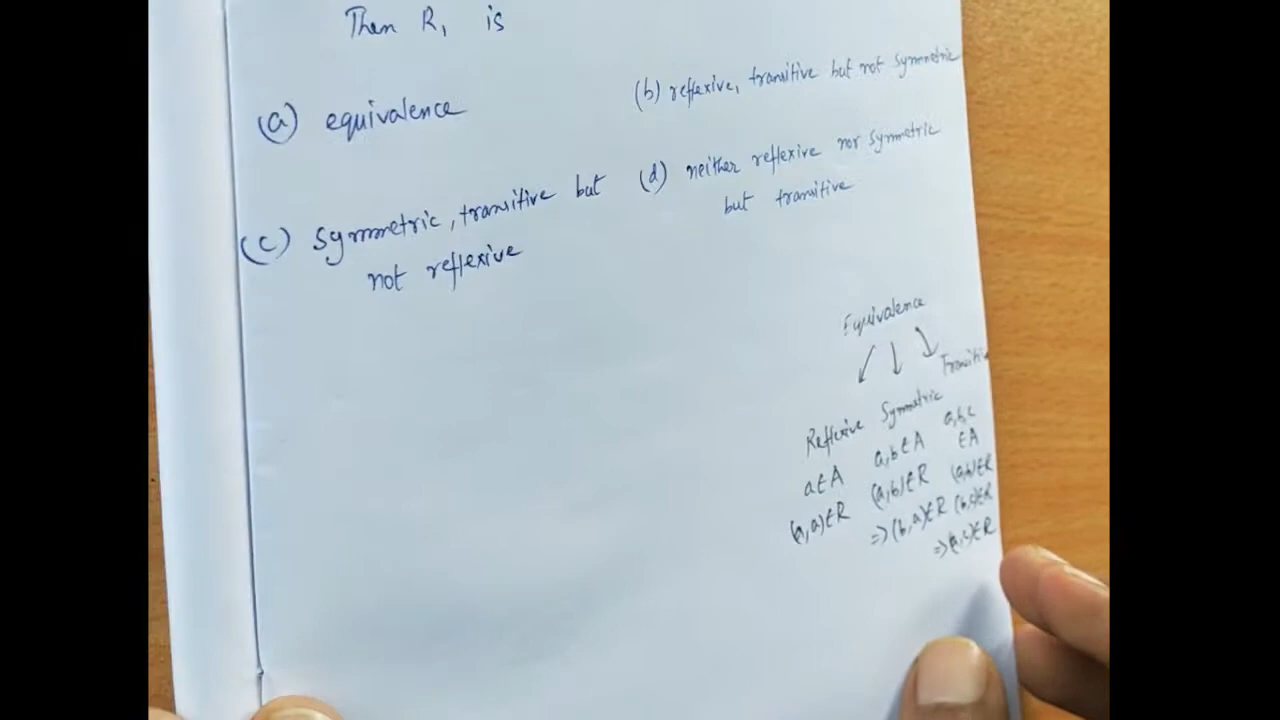 Then R₁ is
(a) equivalence
(b) reflexive, transitive but not symmetric
(c) symmetric, transitive but
not reflexive
(d) neither reflexive nor symmetric
but transitive
Equivalence
Reflexive
a∈A
(a,a)∈R
Symmetric
a,b∈A
(a,b)∈R
=> (b,a)∈R
Transitive
a,b,c
∈A
(a,b)∈R
(b,c)∈R
=> (a,c)∈R